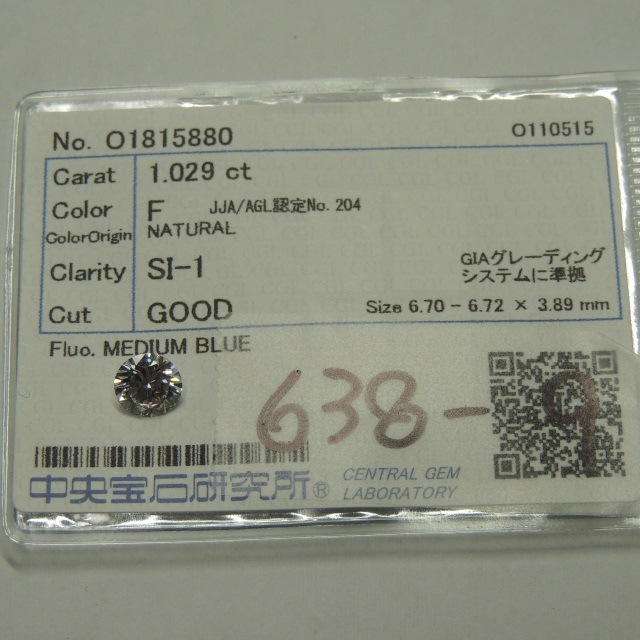 No. O1815880 O110515
Carat 1.029 ct
Color F JJA/AGL認定No. 204
ColorOrigin NATURAL
Clarity SI-1 GIAグレーディング
システムに準拠
Cut GOOD Size 6.70 - 6.72 × 3.89 mm
Fluo. MEDIUM BLUE
638-9
中央宝石研究所® CENTRAL GEM
LABORATORY